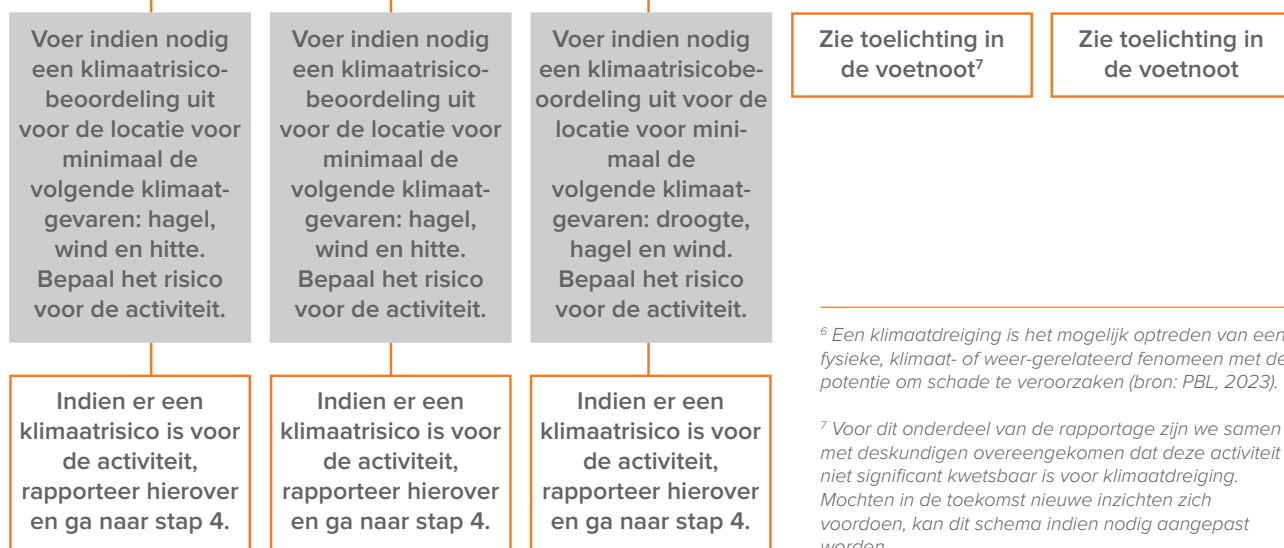 Voer indien nodig
een klimaatrisico-
beoordeling uit
voor de locatie voor
minimaal de
volgende klimaat-
gevaren: hagel,
wind en hitte.
Bepaal het risico
voor de activiteit.
Voer indien nodig
een klimaatrisico-
beoordeling uit
voor de locatie voor
minimaal de
volgende klimaat-
gevaren: hagel,
wind en hitte.
Bepaal het risico
voor de activiteit.
Voer indien nodig
een klimaatrisicobe-
oordeling uit voor de
locatie voor mini-
maal de
volgende klimaat-
gevaren: droogte,
hagel en wind.
Bepaal het risico
voor de activiteit.
Zie toelichting in
de voetnoot⁷
Zie toelichting in
de voetnoot
Indien er een
klimaatrisico is voor
de activiteit,
rapporteer hierover
en ga naar stap 4.
Indien er een
klimaatrisico is voor
de activiteit,
rapporteer hierover
en ga naar stap 4.
Indien er een
klimaatrisico is voor
de activiteit,
rapporteer hierover
en ga naar stap 4.
⁶ Een klimaatdreiging is het mogelijk optreden van een
fysieke, klimaat- of weer-gerelateerd fenomeen met de
potentie om schade te veroorzaken (bron: PBL, 2023).
⁷ Voor dit onderdeel van de rapportage zijn we samen
met deskundigen overeengekomen dat deze activiteit
niet significant kwetsbaar is voor klimaatdreiging.
Mochten in de toekomst nieuwe inzichten zich
voordoen, kan dit schema indien nodig aangepast
worden